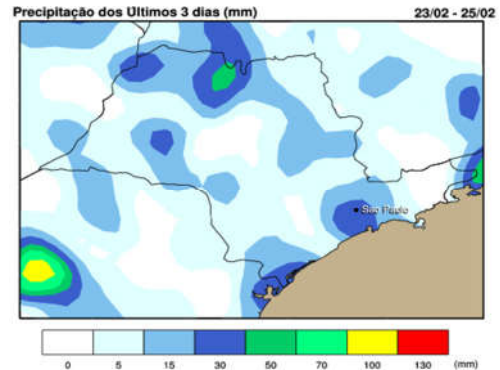 Precipitação dos Ultimos 3 dias (mm) 23/02 - 25/02
São Paulo
0 5 15 30 50 70 100 130 (mm)